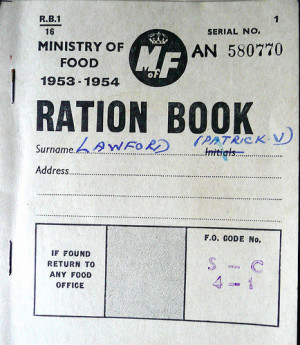 R.B.1 1
16 SERIAL NO.
MINISTRY OF FOOD
MF
OF
AN 580770
1953-1954
RATION BOOK
Surname LAWFORD (PATRICK-V)
Initials
Address
IF FOUND
RETURN TO
ANY FOOD
OFFICE
F.O. CODE No.
S - C
4 - 1